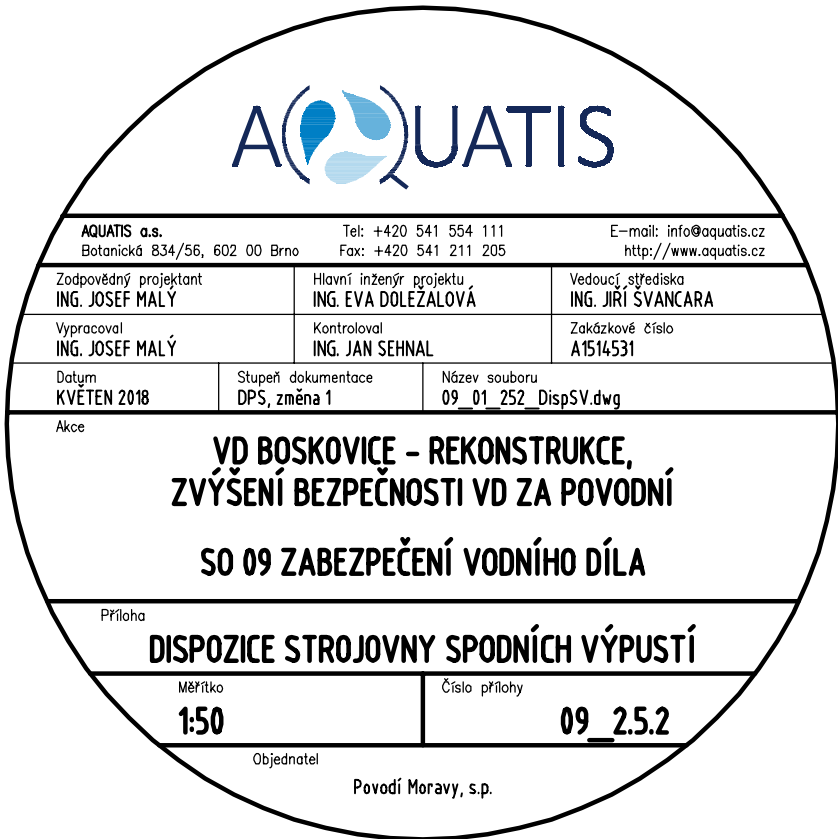 AQUATIS
AQUATIS a.s. Tel: +420 541 554 111 E-mail: info@aquatis.cz
Botanická 834/56, 602 00 Brno Fax: +420 541 211 205 http://www.aquatis.cz
Zodpovědný projektant Hlavní inženýr projektu Vedoucí střediska
ING. JOSEF MALÝ ING. EVA DOLEŽALOVÁ ING. JIŘÍ ŠVANCARA
Vypracoval Kontroloval Zakázkové číslo
ING. JOSEF MALÝ ING. JAN SEHNAL A1514531
Datum Stupeň dokumentace Název souboru
KVĚTEN 2018 DPS, změna 1 09_01_252_DispSV.dwg
Akce
VD BOSKOVICE - REKONSTRUKCE,
ZVÝŠENÍ BEZPEČNOSTI VD ZA POVODNÍ
SO 09 ZABEZPEČENÍ VODNÍHO DÍLA
Příloha
DISPOZICE STROJOVNY SPODNÍCH VÝPUSTÍ
Měřítko Číslo přílohy
1:50 09_2.5.2
Objednatel
Povodí Moravy, s.p.